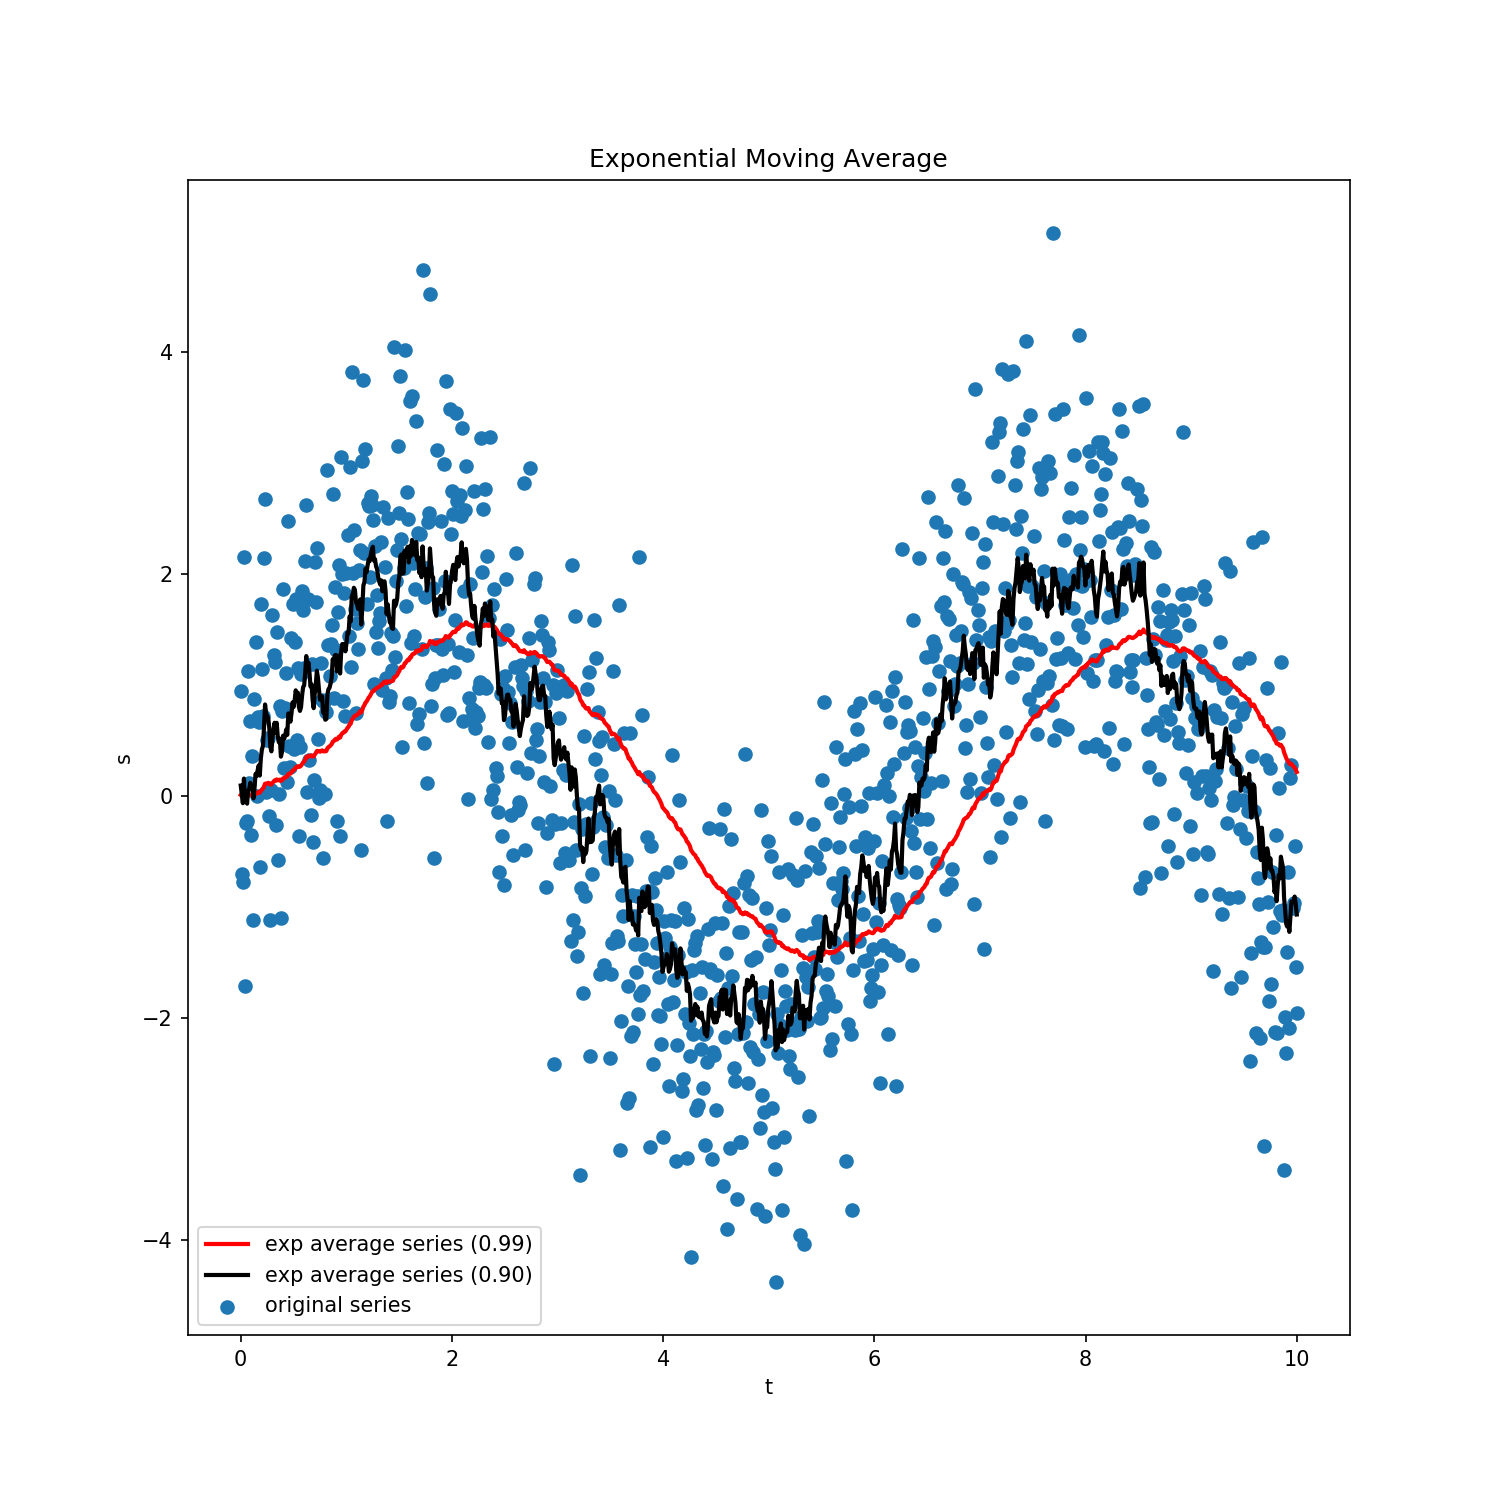 Exponential Moving Average
s
4
2
0
−2
−4
exp average series (0.99)
exp average series (0.90)
original series
0 2 4 6 8 10
t